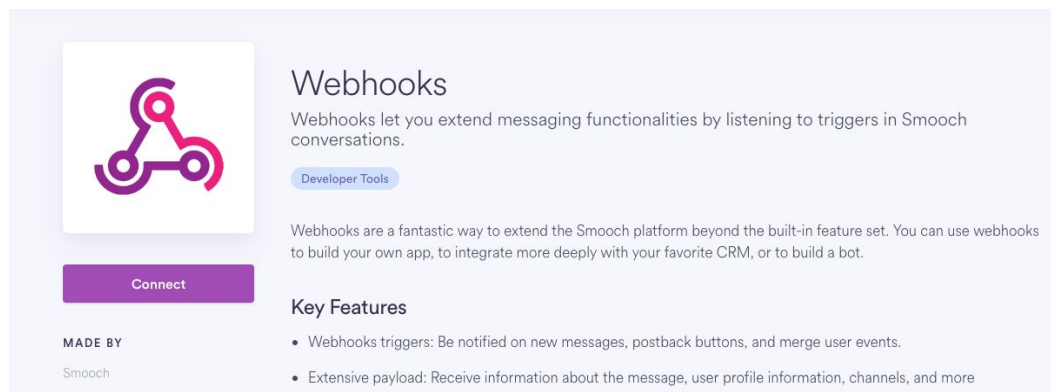 Webhooks
Webhooks let you extend messaging functionalities by listening to triggers in Smooch
conversations.
Developer Tools
Webhooks are a fantastic way to extend the Smooch platform beyond the built-in feature set. You can use webhooks
to build your own app, to integrate more deeply with your favorite CRM, or to build a bot.
Connect
Key Features
MADE BY
• Webhooks triggers: Be notified on new messages, postback buttons, and merge user events.
Smooch
• Extensive payload: Receive information about the message, user profile information, channels, and more